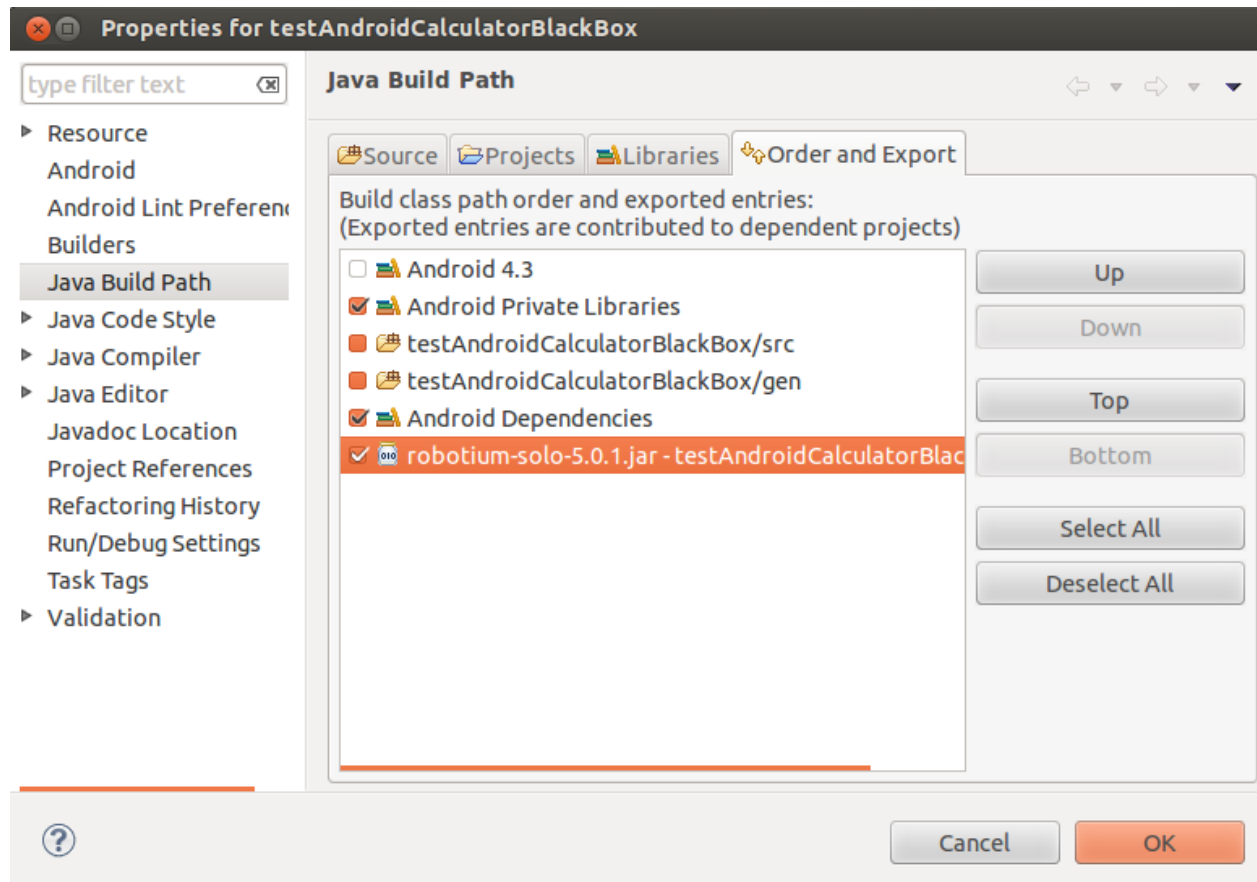 Properties for testAndroidCalculatorBlackBox
type filter text
Resource
Android
Android Lint Preferen
Builders
Java Build Path
Java Code Style
Java Compiler
Java Editor
Javadoc Location
Project References
Refactoring History
Run/Debug Settings
Task Tags
Validation
Java Build Path
Source Projects Libraries Order and Export
Build class path order and exported entries:
(Exported entries are contributed to dependent projects)
Android 4.3
Android Private Libraries
testAndroidCalculatorBlackBox/src
testAndroidCalculatorBlackBox/gen
Android Dependencies
robotium-solo-5.0.1.jar - testAndroidCalculatorBlac
Up
Down
Top
Bottom
Select All
Deselect All
Cancel
OK